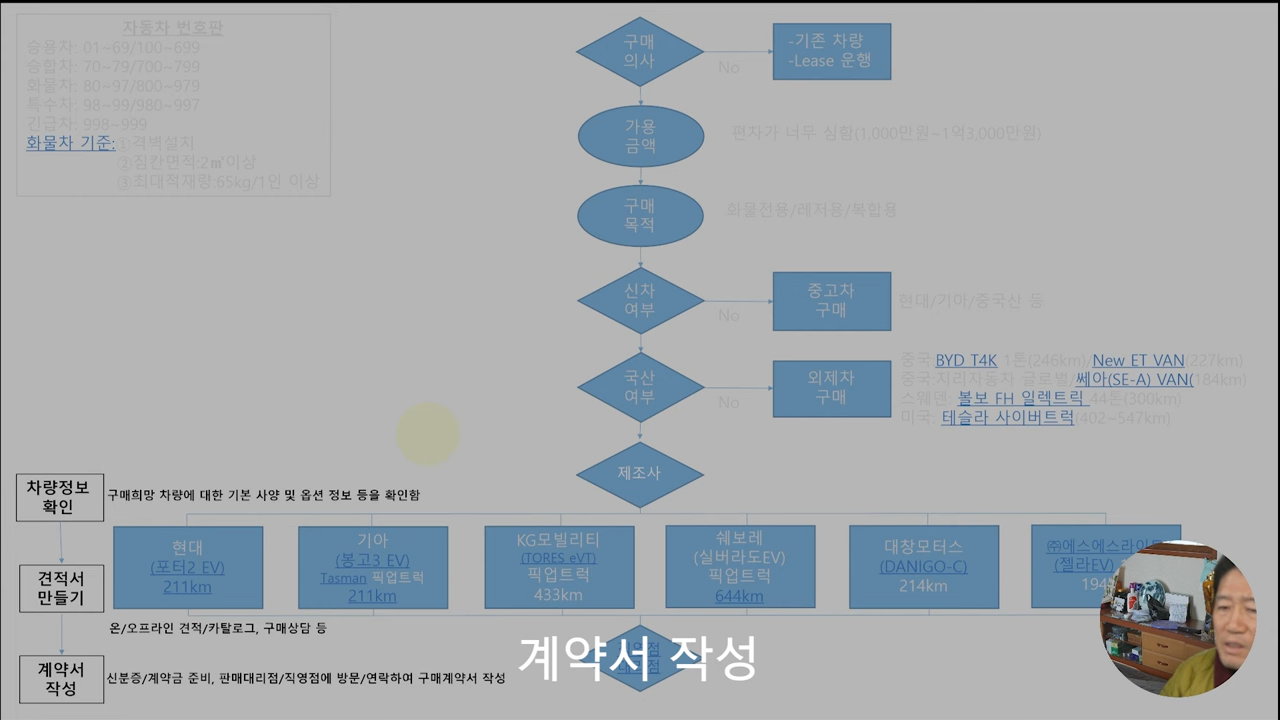 자동차 번호판
승용차: 01~69/100~699
승합차: 70~79/700~799
화물차: 80~97/800~979
특수차: 98~99/980~997
긴급차: 998~999
화물차 기준:①격벽설치
②짐칸면적:2㎡이상
③최대적재량:65kg/1인 이상
구매
의사
No
-기존 차량
-Lease 운행
가용
금액
편차가 너무 심환(1,000만원~1억3,000만원)
구매
목적
화물전용/레저용/복합용
신차
여부
No
중고차
구매
현대/기아/중국산 등
국산
여부
No
외제차
구매
중국:BYD T4K 1톤(246km)/New ET VAN(227km)
중국:지리자동차 글로벌/쎄아(SE-A) VAN(184km)
스웨덴: 볼보 FH 일렉트릭 44톤(300km)
미국: 테슬라 사이버트럭(402~547km)
제조사
차량정보
확인
구매희망 차량에 대한 기본 사양 및 옵션 정보 등을 확인함
현대
(포터2 EV)
211km
기아
(봉고3 EV)
Tasman 픽업트럭
211km
KG모빌리티
(TORES eVT)
픽업트럭
433km
쉐보레
(실버라도EV)
픽업트럭
644km
대창모터스
(DANIGO-C)
214km
㈜에스에스라이트
(젤라EV)
194
견적서
만들기
온/오프라인 견적/카탈로그, 구매상담 등
계약서
작성
신분증/계약금 준비, 판매대리점/직영점에 방문/연락하여 구매계약서 작성
계약서 작성